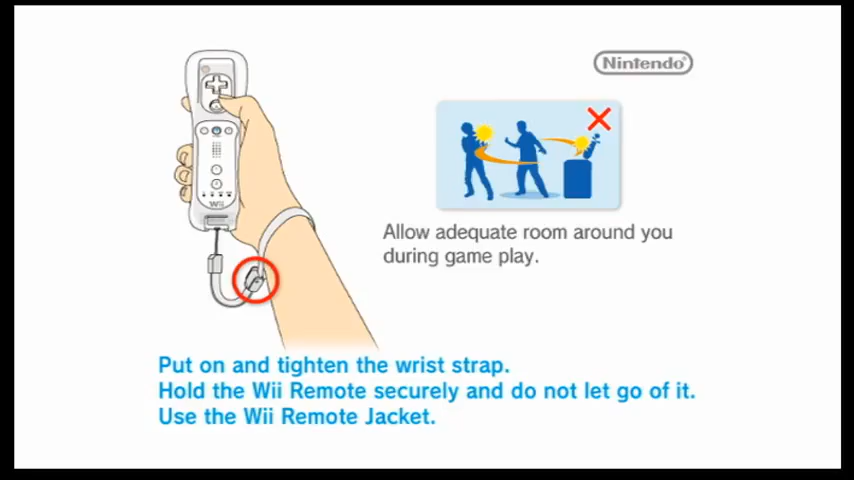 Nintendo
Wii
Allow adequate room around you
during game play.
Put on and tighten the wrist strap.
Hold the Wii Remote securely and do not let go of it.
Use the Wii Remote Jacket.